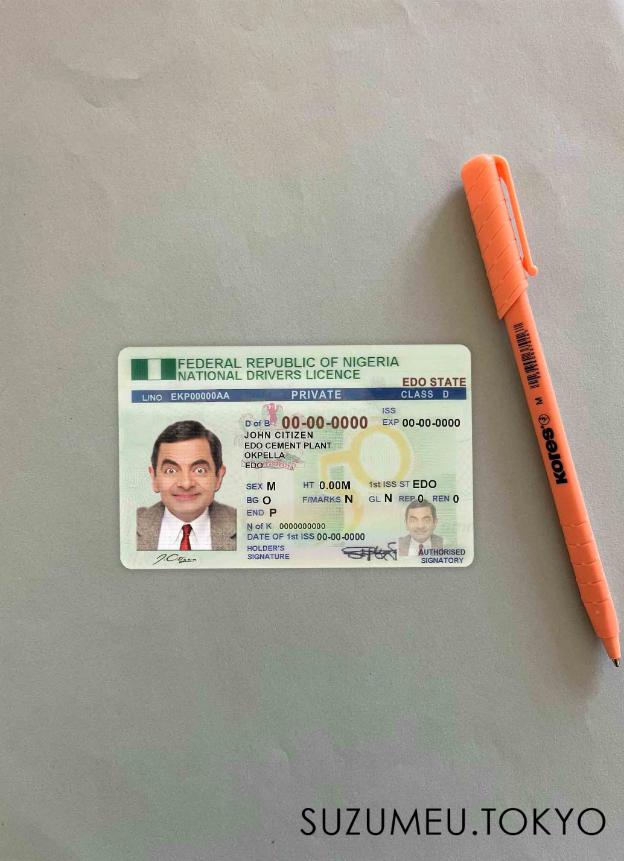 FEDERAL REPUBLIC OF NIGERIA
NATIONAL DRIVERS LICENCE
EDO STATE
L/NO EKP00000AA PRIVATE CLASS D
ISS
D of B 00-00-0000 EXP 00-00-0000
JOHN CITIZEN
EDO CEMENT PLANT
OKPELLA
EDO
SEX M HT 0.00M 1st ISS ST EDO
BG O F/MARKS N GL N REP 0 REN 0
END P
N of K 0000000000
DATE OF 1st ISS 00-00-0000
HOLDER'S
SIGNATURE
AUTHORISED
SIGNATORY
M
kores
SUZUMEU.TOKYO